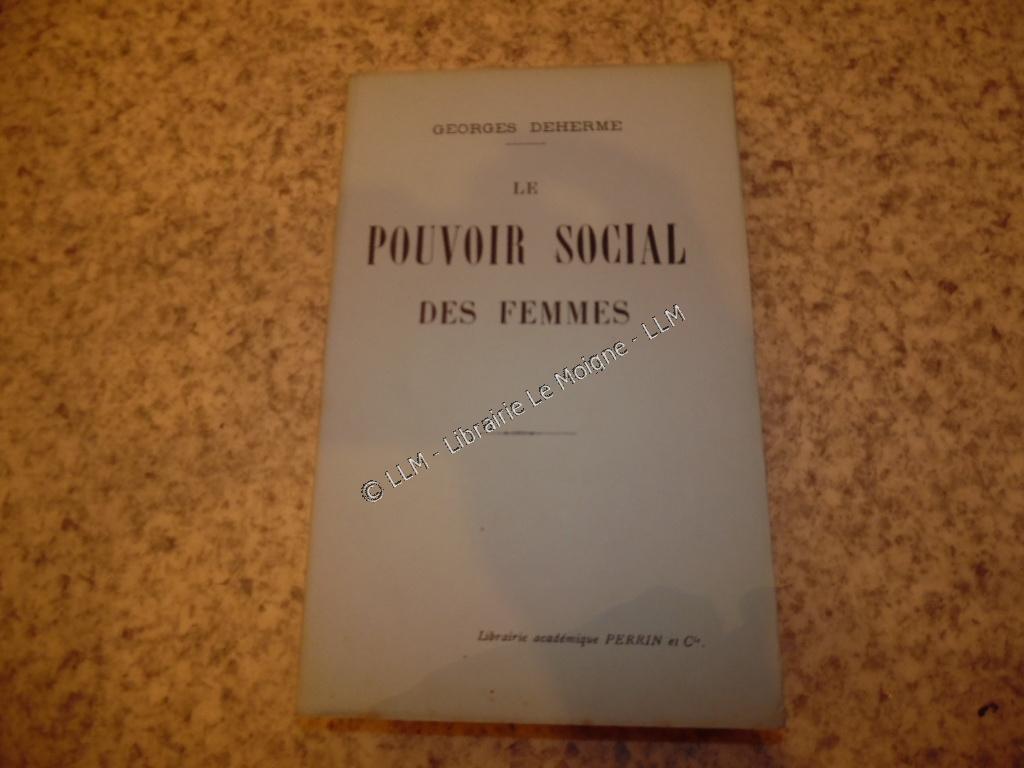 GEORGES DEHERME
LE
POUVOIR SOCIAL
DES FEMMES
© LLM - Librairie Le Moigne - LLM
Librairie académique PERRIN et Cie.